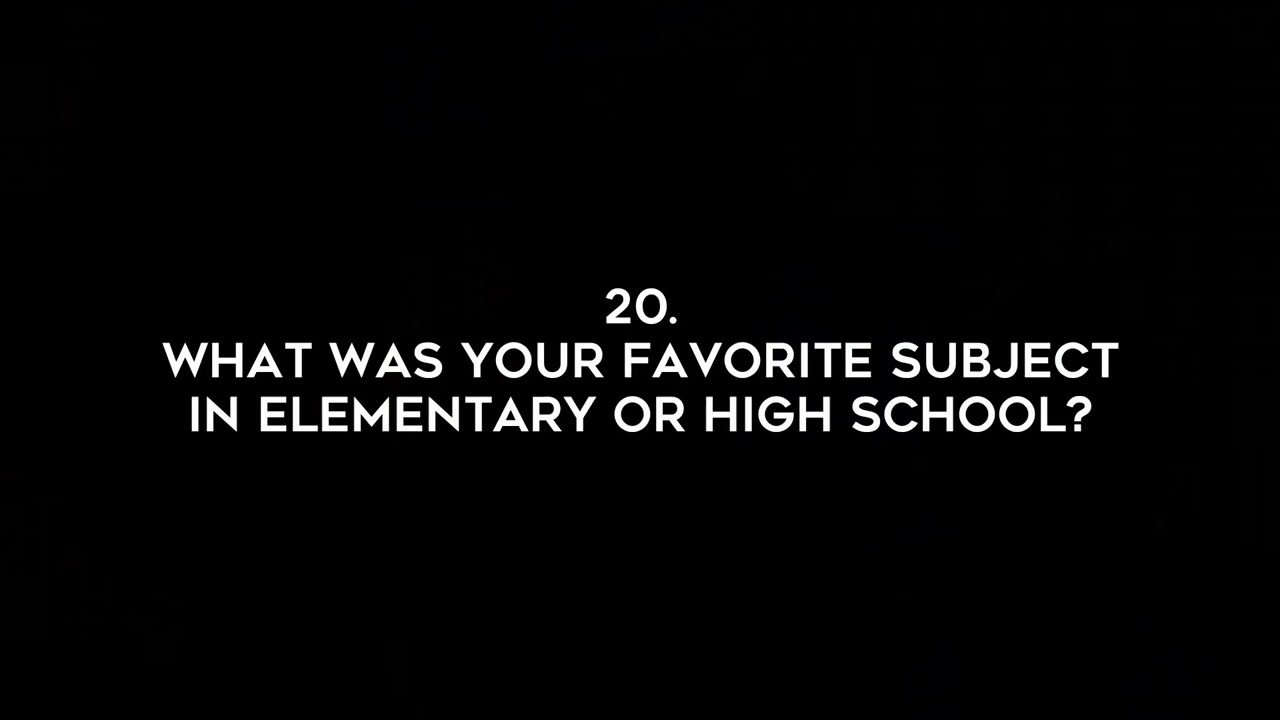 20.
WHAT WAS YOUR FAVORITE SUBJECT
IN ELEMENTARY OR HIGH SCHOOL?